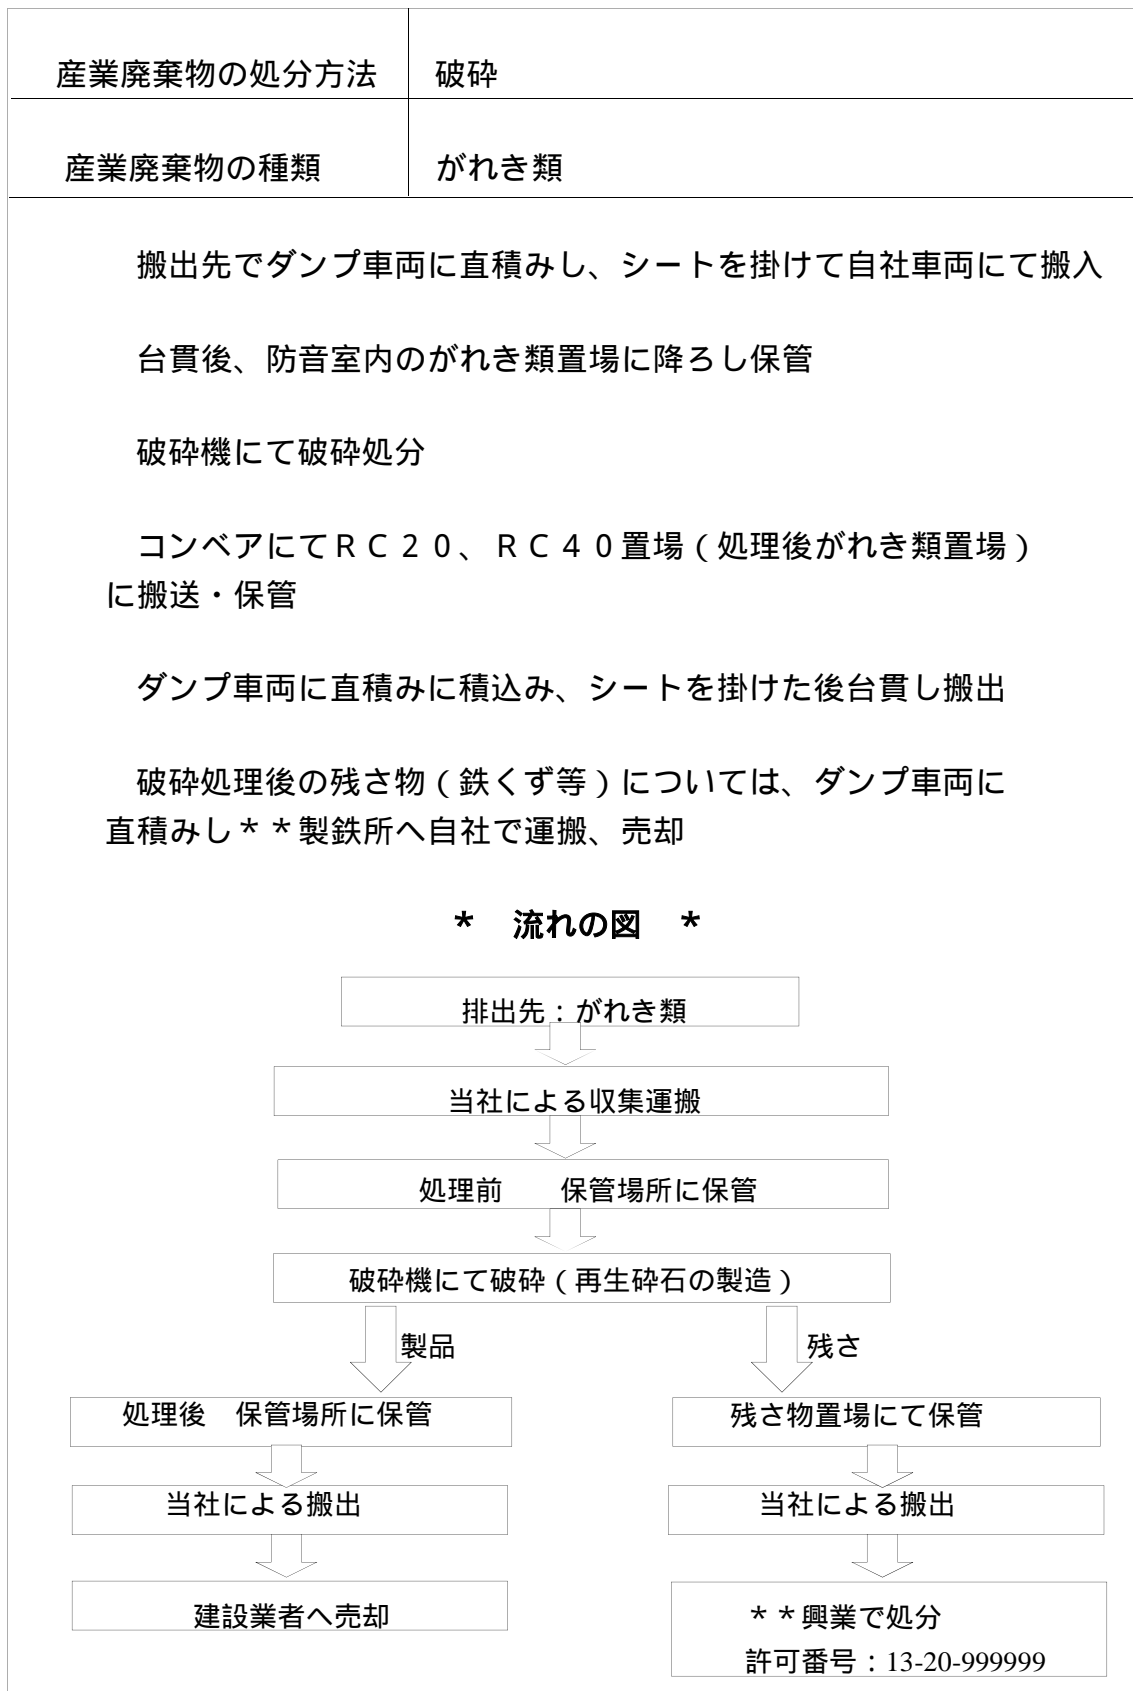 産業廃棄物の処分方法
破砕
産業廃棄物の種類
がれき類
搬出先でダンプ車両に直積みし、シートを掛けて自社車両にて搬入
台貫後、防音室内のがれき類置場に降ろし保管
破砕機にて破砕処分
コンベアにてＲＣ２０、ＲＣ４０置場（処理後がれき類置場）
に搬送・保管
ダンプ車両に直積みに積込み、シートを掛けた後台貫し搬出
破砕処理後の残さ物（鉄くず等）については、ダンプ車両に
直積みし＊＊製鉄所へ自社で運搬、売却
＊　流れの図　＊
排出先：がれき類
当社による収集運搬
処理前　　保管場所に保管
破砕機にて破砕（再生砕石の製造）
製品
残さ
処理後　保管場所に保管
残さ物置場にて保管
当社による搬出
当社による搬出
建設業者へ売却
＊＊興業で処分
許可番号：13-20-999999